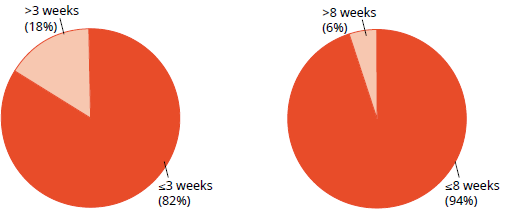 >3 weeks
(18%)
≤3 weeks
(82%)
>8 weeks
(6%)
≤8 weeks
(94%)